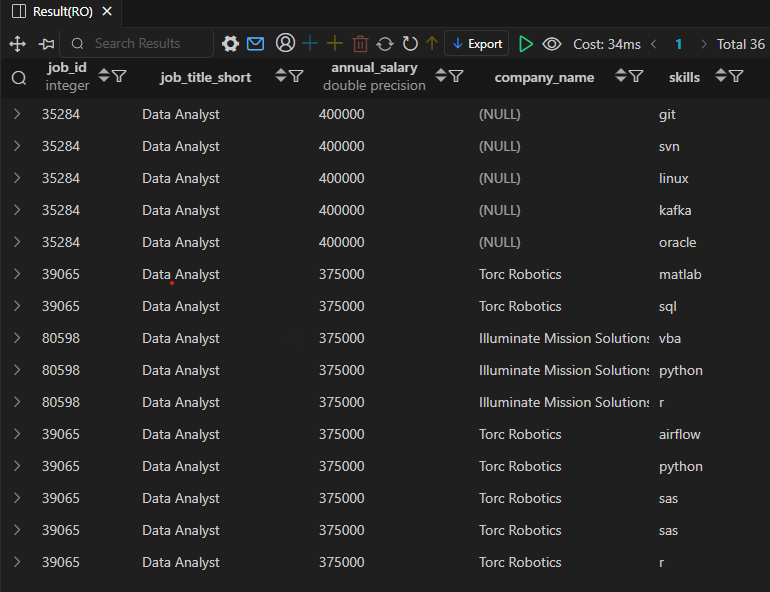 Result(RO)
Search Results Export Cost: 34ms 1 Total 36
job_id job_title_short annual_salary company_name skills
integer double precision
35284 Data Analyst 400000 (NULL) git
35284 Data Analyst 400000 (NULL) svn
35284 Data Analyst 400000 (NULL) linux
35284 Data Analyst 400000 (NULL) kafka
35284 Data Analyst 400000 (NULL) oracle
39065 Data Analyst 375000 Torc Robotics matlab
39065 Data Analyst 375000 Torc Robotics sql
80598 Data Analyst 375000 Illuminate Mission Solutions vba
80598 Data Analyst 375000 Illuminate Mission Solutions python
80598 Data Analyst 375000 Illuminate Mission Solutions r
39065 Data Analyst 375000 Torc Robotics airflow
39065 Data Analyst 375000 Torc Robotics python
39065 Data Analyst 375000 Torc Robotics sas
39065 Data Analyst 375000 Torc Robotics sas
39065 Data Analyst 375000 Torc Robotics r